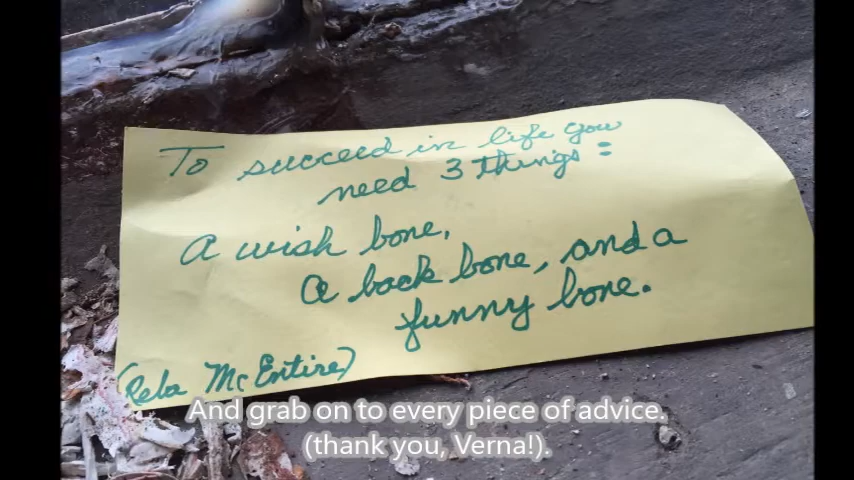 To succeed in life you
need 3 things:
A wish bone,
a back bone, and a
funny bone.
(Reba McEntire)
And grab on to every piece of advice.
(thank you, Verna!).